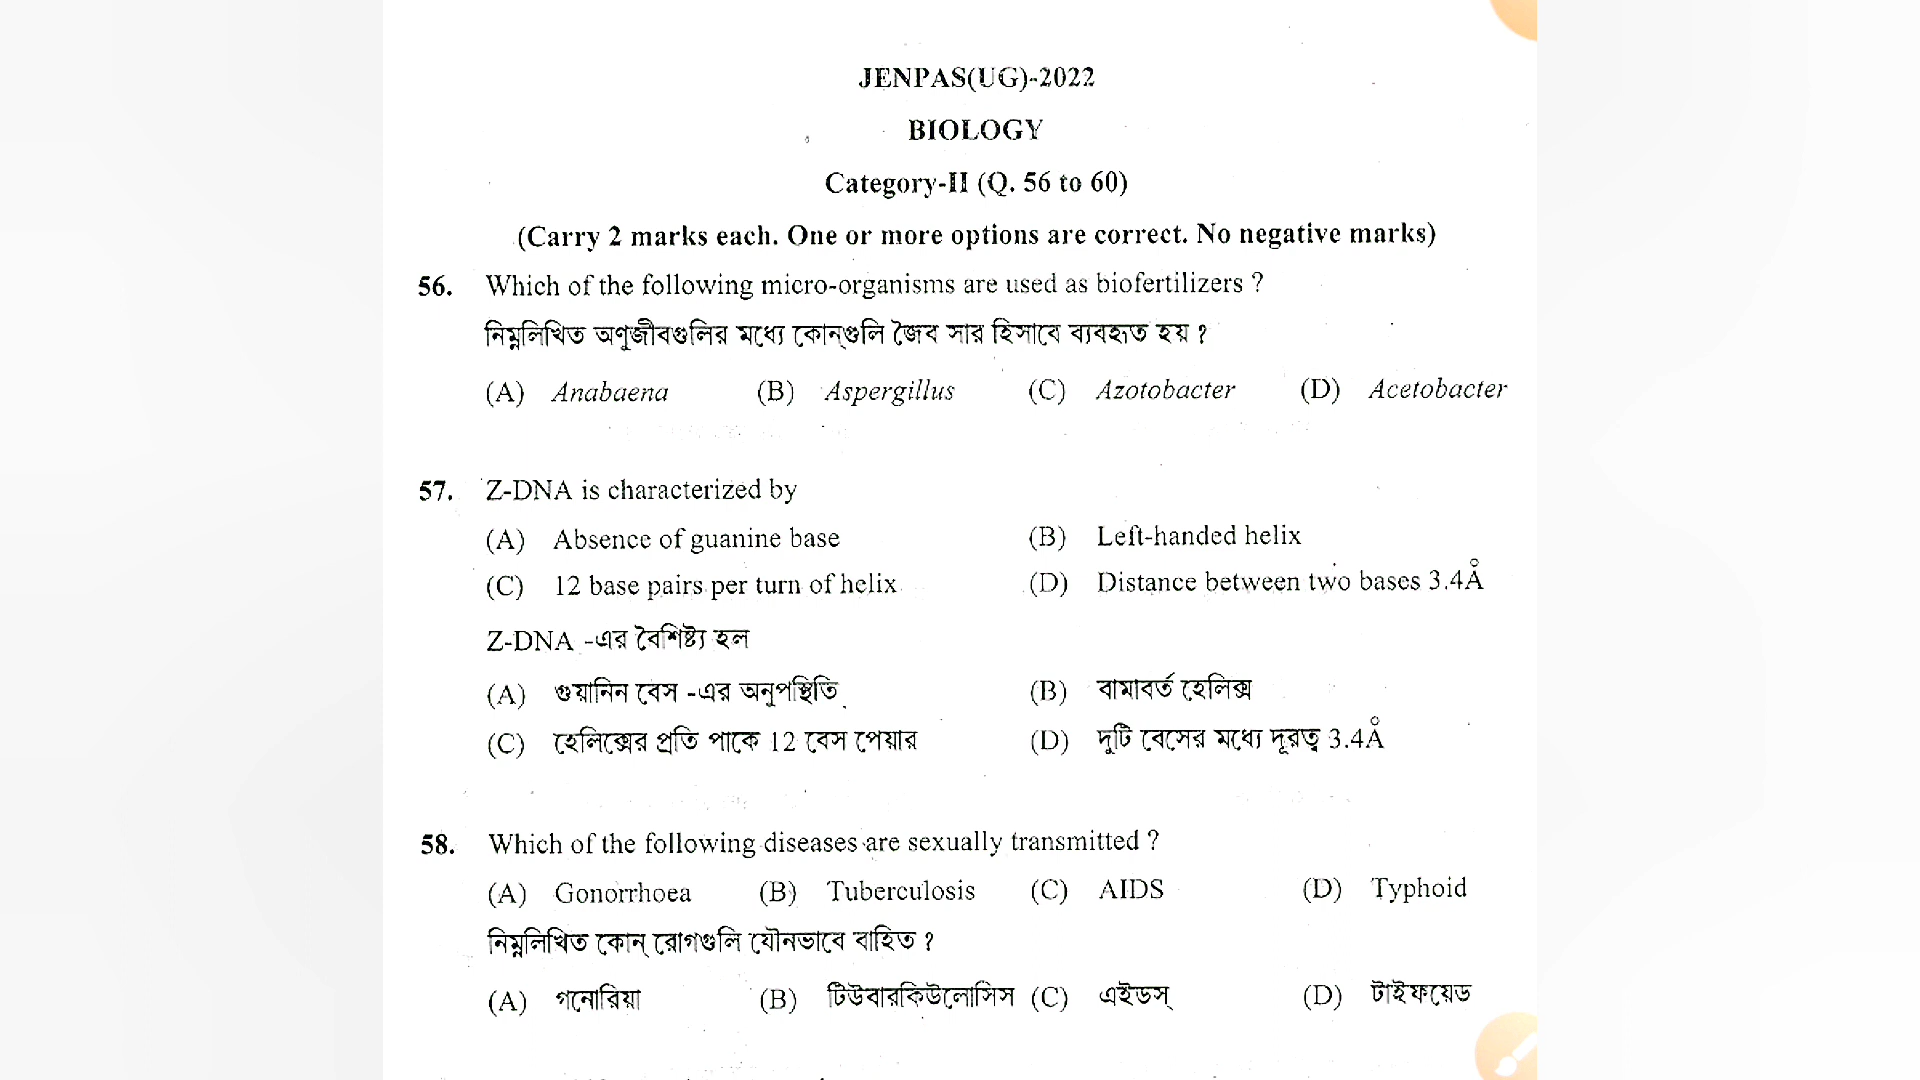 JENPAS(UG)-2022
BIOLOGY
Category-II (Q. 56 to 60)
(Carry 2 marks each. One or more options are correct. No negative marks)
56. Which of the following micro-organisms are used as biofertilizers ?
নিম্নলিখিত অণুজীবগুলির মধ্যে কোন্‌গুলি জৈব সার হিসাবে ব্যবহৃত হয় ?
(A) Anabaena (B) Aspergillus (C) Azotobacter (D) Acetobacter
57. Z-DNA is characterized by
(A) Absence of guanine base (B) Left-handed helix
(C) 12 base pairs per turn of helix (D) Distance between two bases 3.4Å
Z-DNA -এর বৈশিষ্ট্য হল
(A) গুয়ানিন বেস -এর অনুপস্থিতি (B) বামাবর্ত হেলিক্স
(C) হেলিক্সের প্রতি পাকে 12 বেস পেয়ার (D) দুটি বেসের মধ্যে দূরত্ব 3.4Å
58. Which of the following diseases are sexually transmitted ?
(A) Gonorrhoea (B) Tuberculosis (C) AIDS (D) Typhoid
নিম্নলিখিত কোন্ রোগগুলি যৌনভাবে বাহিত ?
(A) গনোরিয়া (B) টিউবারকিউলোসিস (C) এইডস্ (D) টাইফয়েড